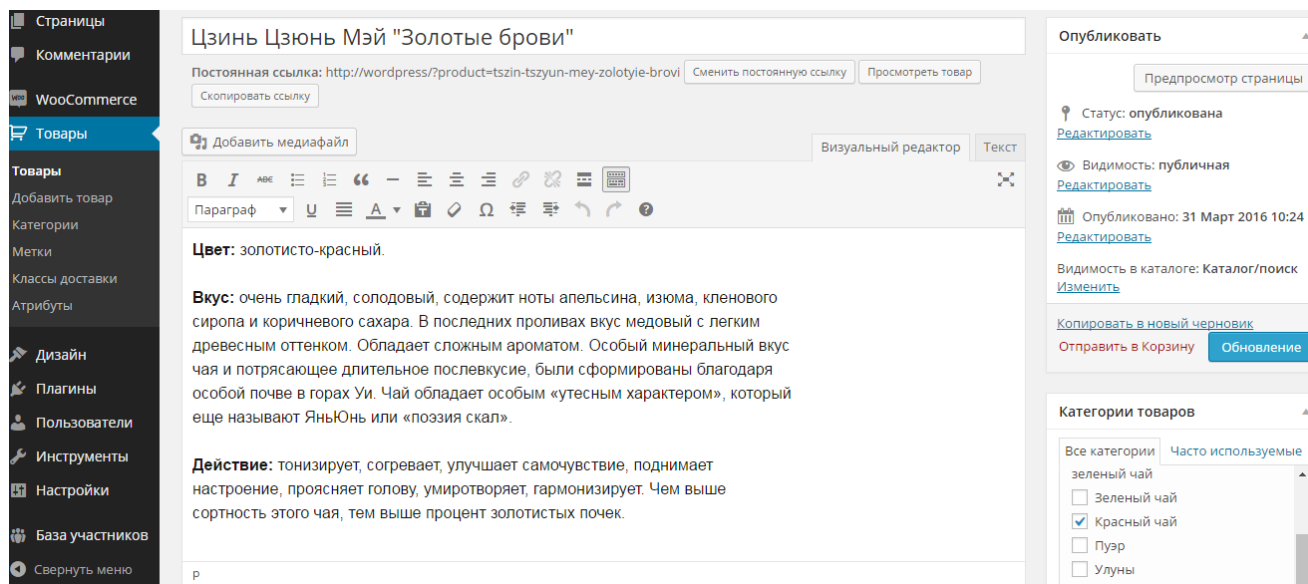 Страницы
Комментарии
WooCommerce
Товары
Товары
Добавить товар
Категории
Метки
Классы доставки
Атрибуты
Дизайн
Плагины
Пользователи
Инструменты
Настройки
База участников
Свернуть меню
Цзинь Цзюнь Мэй "Золотые брови"
Постоянная ссылка: http://wordpress/?product=tszin-tszyun-mey-zolotyie-brovi Сменить постоянную ссылку Просмотреть товар
Скопировать ссылку
Добавить медиафайл
Визуальный редактор Текст
B I ABC
Параграф U A Ω
Цвет: золотисто-красный.
Вкус: очень гладкий, солодовый, содержит ноты апельсина, изюма, кленового
сиропа и коричневого сахара. В последних проливах вкус медовый с легким
древесным оттенком. Обладает сложным ароматом. Особый минеральный вкус
чая и потрясающее длительное послевкусие, были сформированы благодаря
особой почве в горах Уи. Чай обладает особым «утесным характером», который
еще называют ЯньЮнь или «поэзия скал».
Действие: тонизирует, согревает, улучшает самочувствие, поднимает
настроение, проясняет голову, умиротворяет, гармонизирует. Чем выше
сортность этого чая, тем выше процент золотистых почек.
P
Опубликовать
Предпросмотр страницы
Статус: опубликована
Редактировать
Видимость: публичная
Редактировать
Опубликовано: 31 Март 2016 10:24
Редактировать
Видимость в каталоге: Каталог/поиск
Изменить
Копировать в новый черновик
Отправить в Корзину Обновление
Категории товаров
Все категории Часто используемые
зеленый чай
Зеленый чай
Красный чай
Пуэр
Улуны